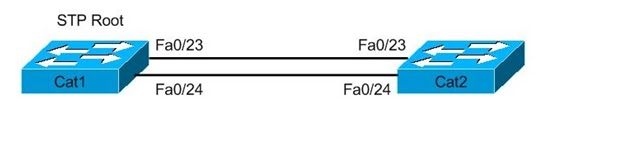 STP Root
Fa0/23 Fa0/23
Cat1 Cat2
Fa0/24 Fa0/24